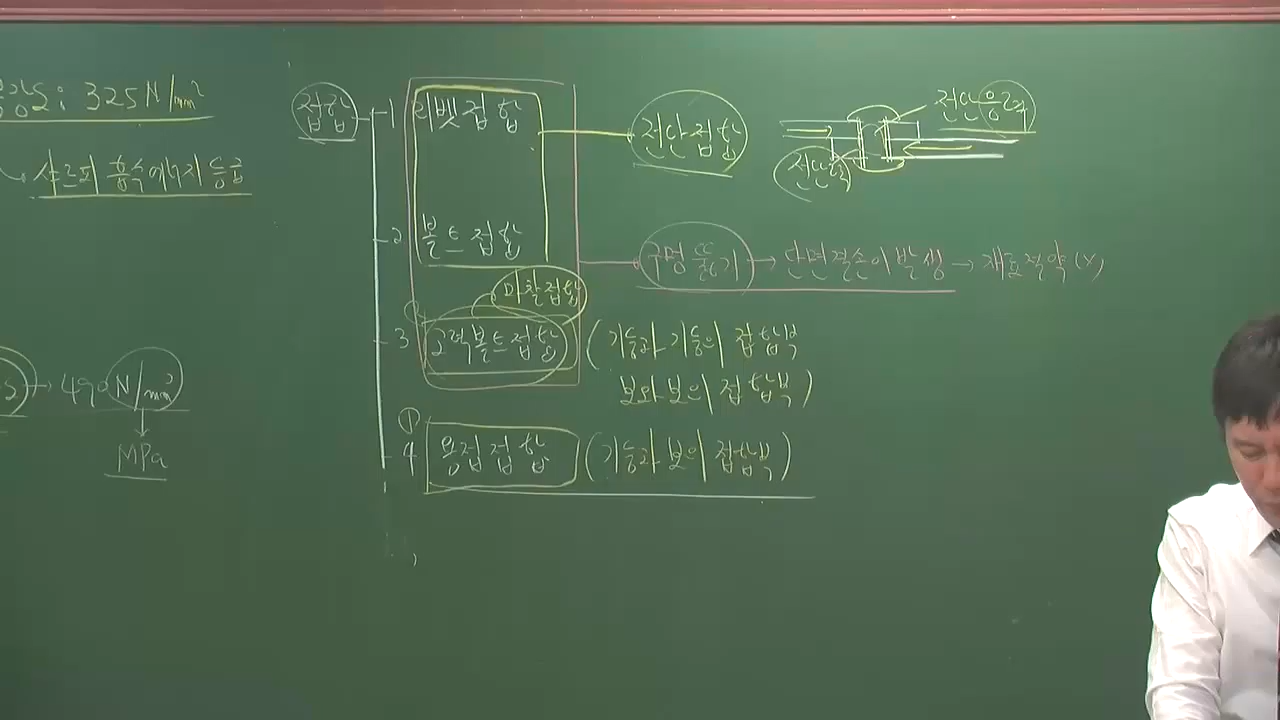 강도: 325 N/mm²
샤르피 흡수에너지 등급
490 N/mm²
MPa
접합
1 리벳접합
2 볼트접합
마찰접합
3 고력볼트접합 (기둥과 기둥의 접합부
보와 보의 접합부)
①
4 용접접합 (기둥과 보의 접합부)
전단접합
전단응력
전단력
구멍뚫기 → 단면결손이 발생 → 재료절약(X)